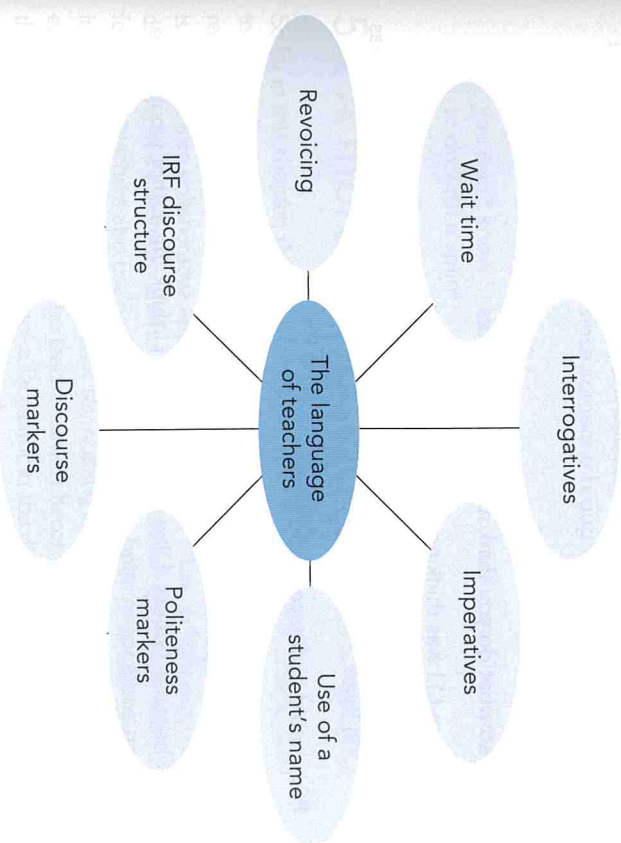 Interrogatives
Wait time
Imperatives
Revoicing
The language
of teachers
Use of a
student's name
IRF discourse
structure
Politeness
markers
Discourse
markers